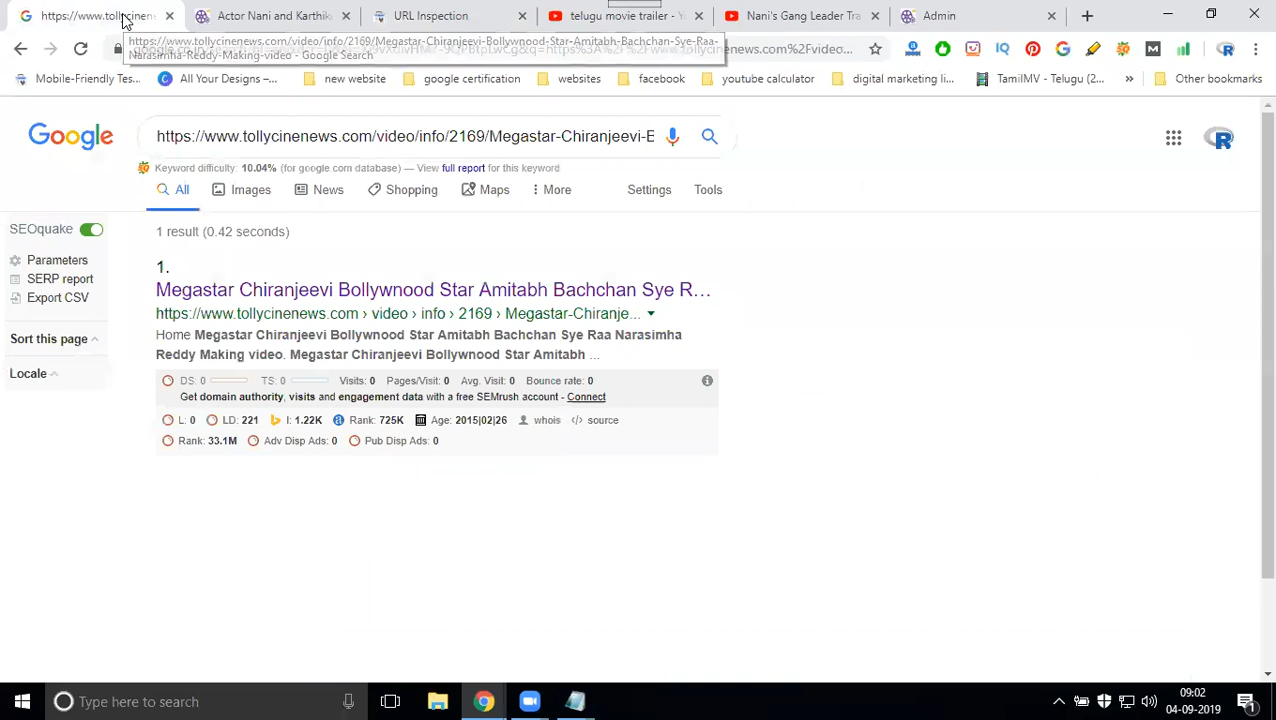 https://www.tollycinen
Actor Nani and Karthik
URL Inspection
telugu movie trailer - Y
Nani's Gang Leader Tra
Admin
https://www.tollycinenews.com/video/info/2169/Megastar-Chiranjeevi-Bollywnood-Star-Amitabh-Bachchan-Sye-Raa-
Narasimha-Reddy-Making-video - Google Search
enews.com%2Fvideo...
Mobile-Friendly Tes...
All Your Designs –...
new website
google certification
websites
facebook
youtube calculator
digital marketing li...
TamilMV - Telugu (2...
»
Other bookmarks
Google
https://www.tollycinenews.com/video/info/2169/Megastar-Chiranjeevi-B
R
Keyword difficulty: 10.04% (for google.com database) — View full report for this keyword
All
Images
News
Shopping
Maps
More
Settings
Tools
SEOquake
1 result (0.42 seconds)
Parameters
SERP report
Export CSV
Sort this page
Locale
1.
Megastar Chiranjeevi Bollywnood Star Amitabh Bachchan Sye R...
https://www.tollycinenews.com › video › info › 2169 › Megastar-Chiranje...
Home Megastar Chiranjeevi Bollywnood Star Amitabh Bachchan Sye Raa Narasimha
Reddy Making video. Megastar Chiranjeevi Bollywnood Star Amitabh ...
DS: 0 TS: 0 Visits: 0 Pages/Visit: 0 Avg. Visit: 0 Bounce rate: 0
Get domain authority, visits and engagement data with a free SEMrush account - Connect
L: 0 LD: 221 I: 1.22K Rank: 725K Age: 2015|02|26 whois source
Rank: 33.1M Adv Disp Ads: 0 Pub Disp Ads: 0
Type here to search
09:02
04-09-2019
1